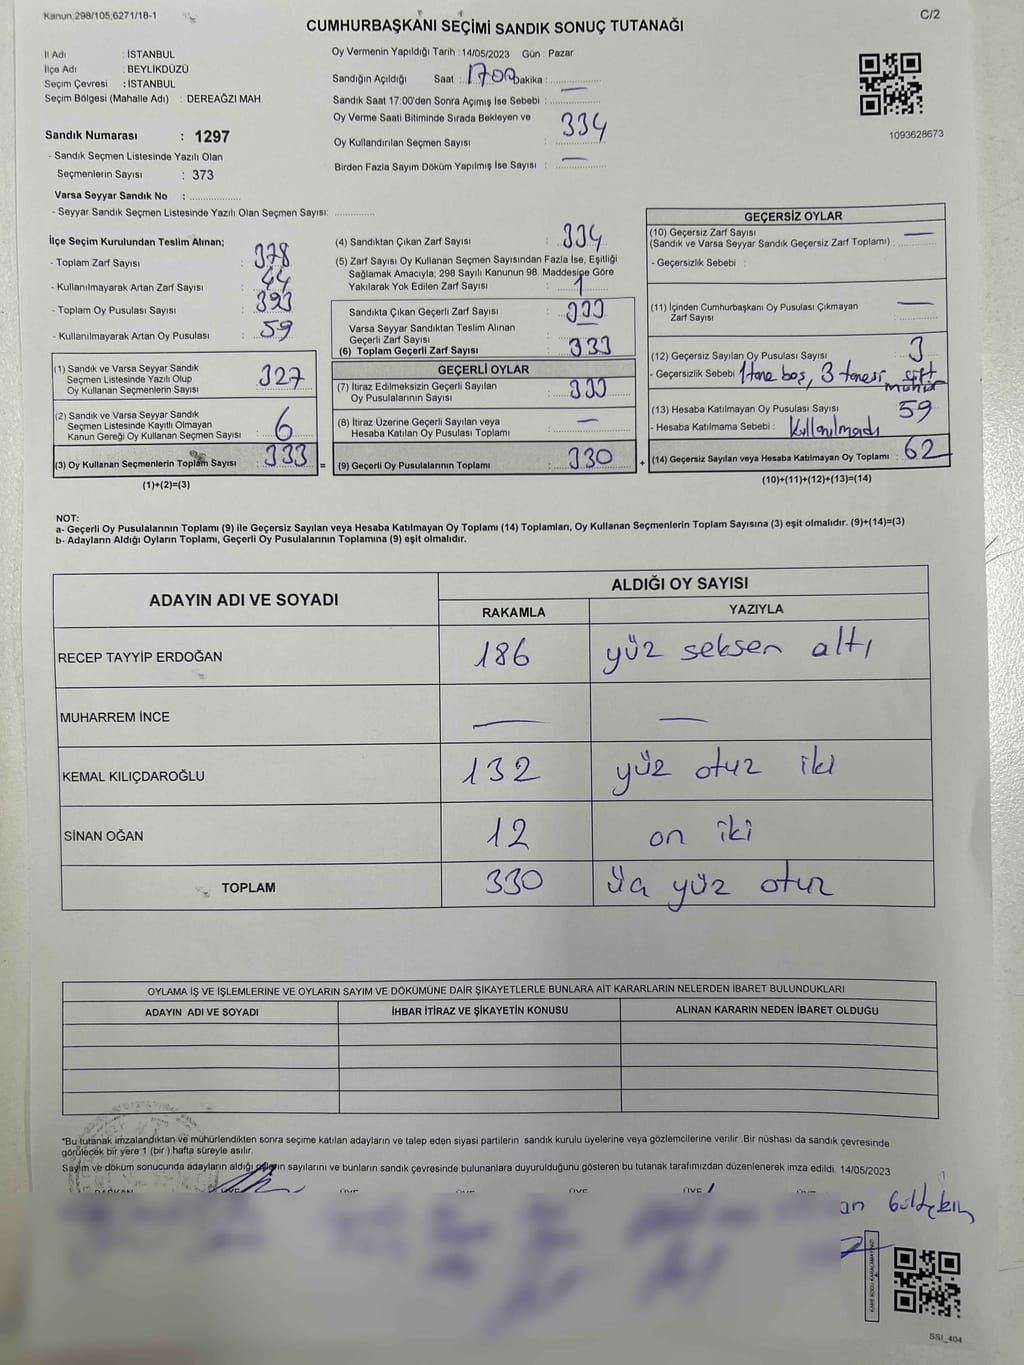 Kanun,298/105,6271/18-1
C/2
CUMHURBAŞKANI SEÇİMİ SANDIK SONUÇ TUTANAĞI
İl Adı : İSTANBUL
İlçe Adı : BEYLİKDÜZÜ
Seçim Çevresi : İSTANBUL
Seçim Bölgesi (Mahalle Adı) : DEREAĞZI MAH.
Sandık Numarası : 1297
- Sandık Seçmen Listesinde Yazılı Olan
Seçmenlerin Sayısı : 373
Varsa Seyyar Sandık No : ................
- Seyyar Sandık Seçmen Listesinde Yazılı Olan Seçmen Sayısı: ............
Oy Vermenin Yapıldığı Tarih : 14/05/2023 Gün : Pazar
Sandığın Açıldığı Saat : 1700 Dakika : ................
Sandık Saat 17:00'den Sonra Açımış İse Sebebi : —
Oy Verme Saati Bitiminde Sırada Bekleyen ve
Oy Kullandırılan Seçmen Sayısı : 334
Birden Fazla Sayım Döküm Yapılmış İse Sayısı : —
1093628673
İlçe Seçim Kurulundan Teslim Alınan;
- Toplam Zarf Sayısı : 378
- Kullanılmayarak Artan Zarf Sayısı : 44
- Toplam Oy Pusulası Sayısı : 393
- Kullanılmayarak Artan Oy Pusulası : 59
(1) Sandık ve Varsa Seyyar Sandık
Seçmen Listesinde Yazılı Olup
Oy Kullanan Seçmenlerin Sayısı : 327
(2) Sandık ve Varsa Seyyar Sandık
Seçmen Listesinde Kayıtlı Olmayan
Kanun Gereği Oy Kullanan Seçmen Sayısı : 6
(3) Oy Kullanan Seçmenlerin Toplam Sayısı : 333 =
(1)+(2)=(3)
(4) Sandıktan Çıkan Zarf Sayısı : 334
(5) Zarf Sayısı Oy Kullanan Seçmen Sayısından Fazla İse, Eşitliği
Sağlamak Amacıyla; 298 Sayılı Kanunun 98. Maddesine Göre
Yakılarak Yok Edilen Zarf Sayısı : 1
Sandıkta Çıkan Geçerli Zarf Sayısı : 333
Varsa Seyyar Sandıktan Teslim Alınan
Geçerli Zarf Sayısı : —
(6) Toplam Geçerli Zarf Sayısı : 333
GEÇERLİ OYLAR
(7) İtiraz Edilmeksizin Geçerli Sayılan
Oy Pusulalarının Sayısı : 333
(8) İtiraz Üzerine Geçerli Sayılan veya
Hesaba Katılan Oy Pusulası Toplamı : —
(9) Geçerli Oy Pusulalarının Toplamı : 330 +
GEÇERSİZ OYLAR
(10) Geçersiz Zarf Sayısı —
(Sandık ve Varsa Seyyar Sandık Geçersiz Zarf Toplamı) : ............
- Geçersizlik Sebebi :
(11) İçinden Cumhurbaşkanı Oy Pusulası Çıkmayan
Zarf Sayısı —
(12) Geçersiz Sayılan Oy Pusulası Sayısı : 3
- Geçersizlik Sebebi : 1 tane boş, 3 tanesi çift
mühür
(13) Hesaba Katılmayan Oy Pusulası Sayısı : 59
- Hesaba Katılmama Sebebi : Kullanılmadı
(14) Geçersiz Sayılan veya Hesaba Katılmayan Oy Toplamı : 62
(10)+(11)+(12)+(13)=(14)
NOT:
a- Geçerli Oy Pusulalarının Toplamı (9) ile Geçersiz Sayılan veya Hesaba Katılmayan Oy Toplamı (14) Toplamları, Oy Kullanan Seçmenlerin Toplam Sayısına (3) eşit olmalıdır. (9)+(14)=(3)
b- Adayların Aldığı Oyların Toplamı, Geçerli Oy Pusulalarının Toplamına (9) eşit olmalıdır.
ADAYIN ADI VE SOYADI
ALDIĞI OY SAYISI
RAKAMLA YAZIYLA
RECEP TAYYİP ERDOĞAN 186 yüz seksen altı
MUHARREM İNCE — —
KEMAL KILIÇDAROĞLU 132 yüz otuz iki
SİNAN OĞAN 12 on iki
TOPLAM 330 üç yüz otuz
OYLAMA İŞ VE İŞLEMLERİNE VE OYLARIN SAYIM VE DÖKÜMÜNE DAİR ŞİKAYETLERLE BUNLARA AİT KARARLARIN NELERDEN İBARET BULUNDUKLARI
ADAYIN ADI VE SOYADI İHBAR İTİRAZ VE ŞİKAYETİN KONUSU ALINAN KARARIN NEDEN İBARET OLDUĞU
*Bu tutanak imzalandıktan ve mühürlendikten sonra seçime katılan adayların ve talep eden siyasi partilerin sandık kurulu üyelerine veya gözlemcilerine verilir .Bir nüshası da sandık çevresinde
görülecek bir yere 1 (bir ) hafta süreyle asılır.
Sayım ve döküm sonucunda adayların aldığı oyların sayılarını ve bunların sandık çevresinde bulunanlara duyurulduğunu gösteren bu tutanak tarafımızdan düzenlenerek imza edildi. 14/05/2023
BAŞKAN ÜYE ÜYE ÜYE ÜYE ÜYE
SSI_404